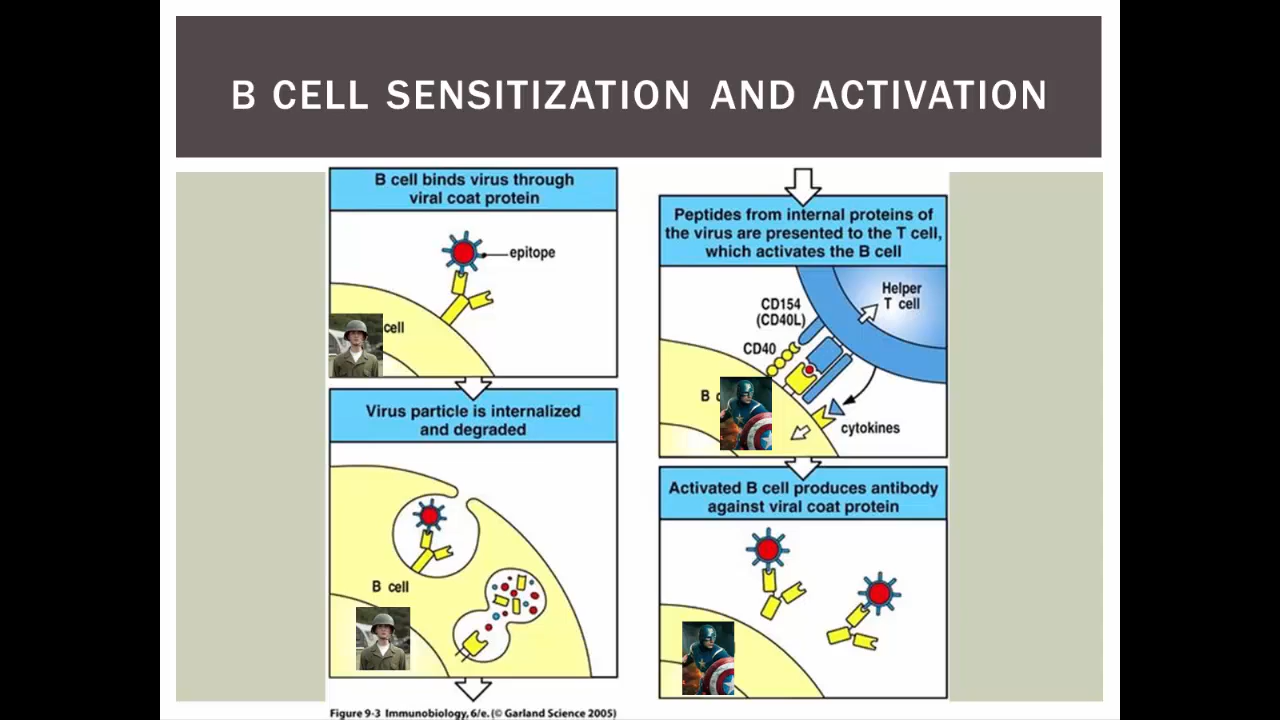 B CELL SENSITIZATION AND ACTIVATION
B cell binds virus through
viral coat protein
epitope
cell
Virus particle is internalized
and degraded
B cell
Figure 9-3 Immunobiology, 6/e. (© Garland Science 2005)
Peptides from internal proteins of
the virus are presented to the T cell,
which activates the B cell
Helper
T cell
CD154
(CD40L)
CD40
B c
cytokines
Activated B cell produces antibody
against viral coat protein